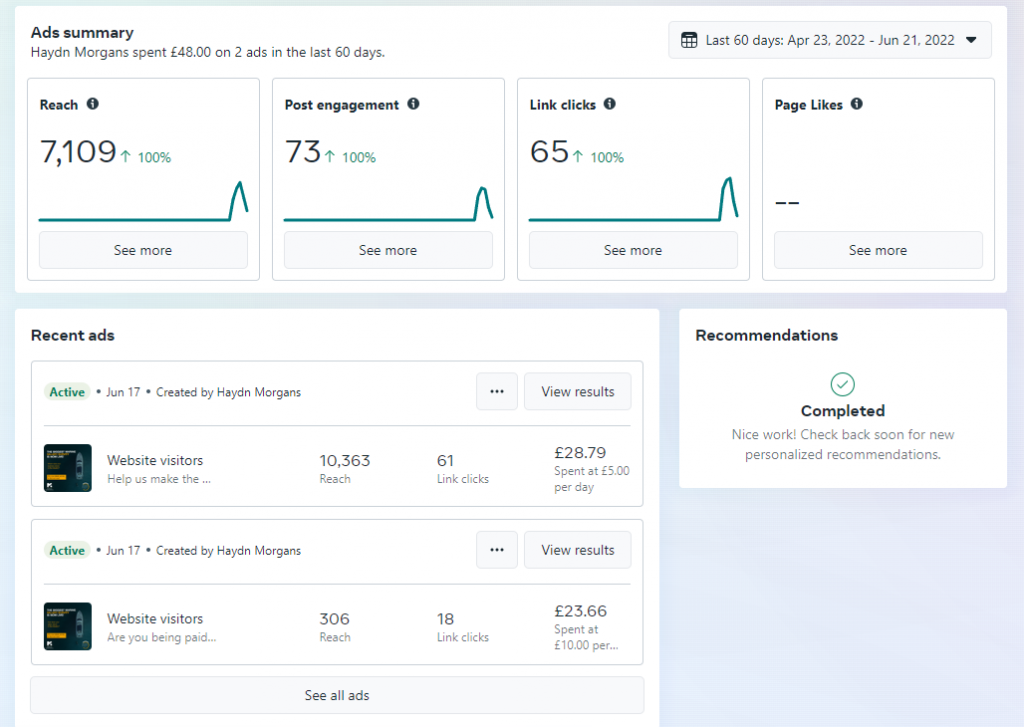 Ads summary
Haydn Morgans spent £48.00 on 2 ads in the last 60 days.
Last 60 days: Apr 23, 2022 - Jun 21, 2022
Reach
7,109 ↑ 100%
See more
Post engagement
73 ↑ 100%
See more
Link clicks
65 ↑ 100%
See more
Page Likes
--
See more
Recent ads
Active • Jun 17 • Created by Haydn Morgans
... View results
Website visitors
Help us make the ...
10,363
Reach
61
Link clicks
£28.79
Spent at £5.00
per day
Active • Jun 17 • Created by Haydn Morgans
... View results
Website visitors
Are you being paid...
306
Reach
18
Link clicks
£23.66
Spent at
£10.00 per...
See all ads
Recommendations
Completed
Nice work! Check back soon for new
personalized recommendations.